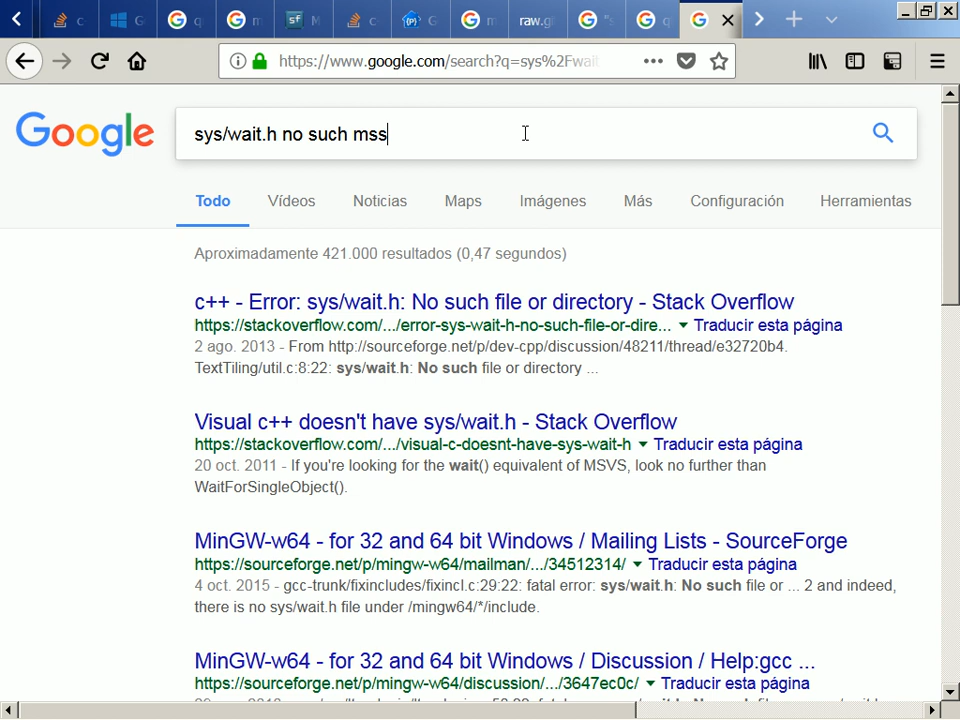 https://www.google.com/search?q=sys%2Fwait
Google
sys/wait.h no such mss
Todo Vídeos Noticias Maps Imágenes Más Configuración Herramientas
Aproximadamente 421.000 resultados (0,47 segundos)
c++ - Error: sys/wait.h: No such file or directory - Stack Overflow
https://stackoverflow.com/.../error-sys-wait-h-no-such-file-or-dire... Traducir esta página
2 ago. 2013 - From http://sourceforge.net/p/dev-cpp/discussion/48211/thread/e32720b4.
TextTiling/util.c:8:22: sys/wait.h: No such file or directory ...
Visual c++ doesn't have sys/wait.h - Stack Overflow
https://stackoverflow.com/.../visual-c-doesnt-have-sys-wait-h Traducir esta página
20 oct. 2011 - If you're looking for the wait() equivalent of MSVS, look no further than
WaitForSingleObject().
MinGW-w64 - for 32 and 64 bit Windows / Mailing Lists - SourceForge
https://sourceforge.net/p/mingw-w64/mailman/.../34512314/ Traducir esta página
4 oct. 2015 - gcc-trunk/fixincludes/fixincl.c:29:22: fatal error: sys/wait.h: No such file or ... 2 and indeed,
there is no sys/wait.h file under /mingw64/*/include.
MinGW-w64 - for 32 and 64 bit Windows / Discussion / Help:gcc ...
https://sourceforge.net/p/mingw-w64/discussion/.../3647ec0c/ Traducir esta página